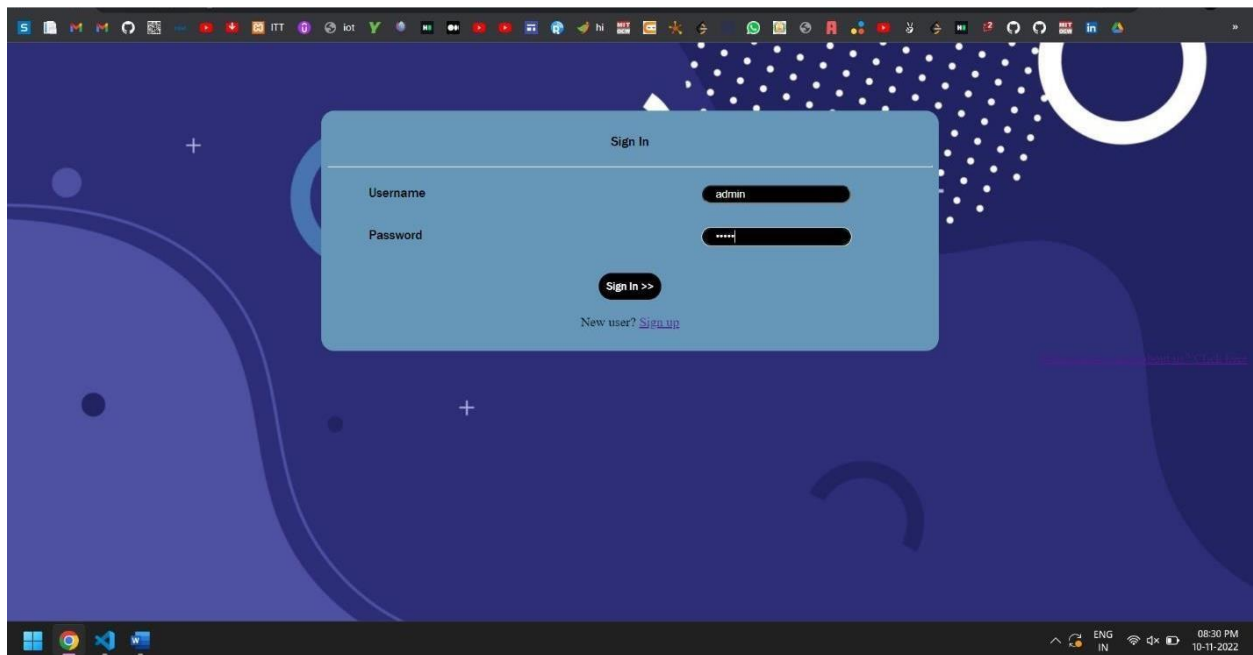 ITT iot hi
Sign In
Username admin
Password •••••
Sign In >>
New user? Sign up
Click
ENG
IN
08:30 PM
10-11-2022